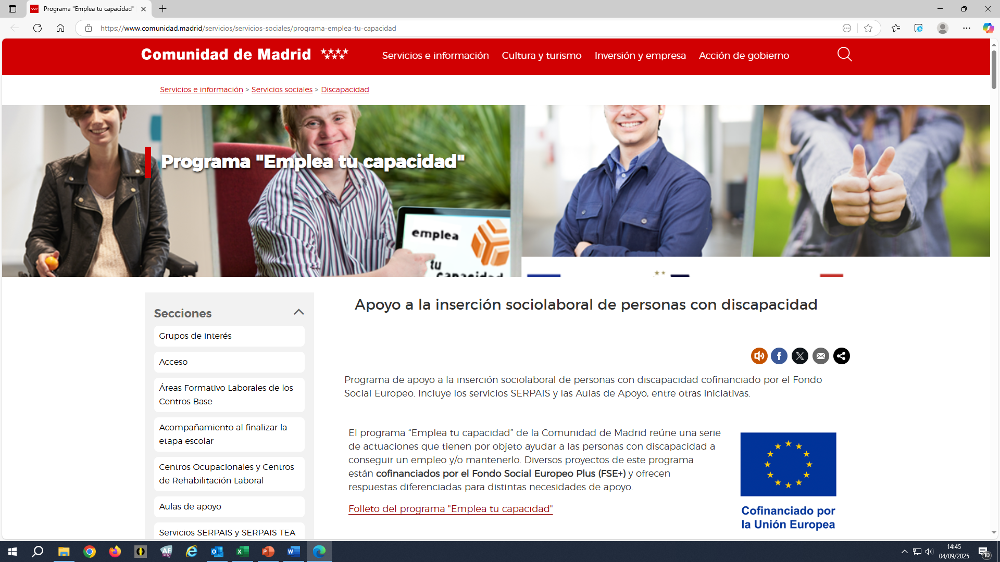 Programa "Emplea tu capacidad"
https://www.comunidad.madrid/servicios/servicios-sociales/programa-emplea-tu-capacidad
Comunidad de Madrid
Servicios e información
Cultura y turismo
Inversión y empresa
Acción de gobierno
Servicios e información > Servicios sociales > Discapacidad
Programa "Emplea tu capacidad"
emplea
tu
capacidad
Secciones
Grupos de interés
Acceso
Áreas Formativo Laborales de los
Centros Base
Acompañamiento al finalizar la
etapa escolar
Centros Ocupacionales y Centros
de Rehabilitación Laboral
Aulas de apoyo
Servicios SERPAIS y SERPAIS TEA
Apoyo a la inserción sociolaboral de personas con discapacidad
Programa de apoyo a la inserción sociolaboral de personas con discapacidad cofinanciado por el Fondo
Social Europeo. Incluye los servicios SERPAIS y las Aulas de Apoyo, entre otras iniciativas.
El programa “Emplea tu capacidad” de la Comunidad de Madrid reúne una serie
de actuaciones que tienen por objeto ayudar a las personas con discapacidad a
conseguir un empleo y/o mantenerlo. Diversos proyectos de este programa
están cofinanciados por el Fondo Social Europeo Plus (FSE+) y ofrecen
respuestas diferenciadas para distintas necesidades de apoyo.
Folleto del programa "Emplea tu capacidad"
Cofinanciado por
la Unión Europea
14:45
04/09/2025
10